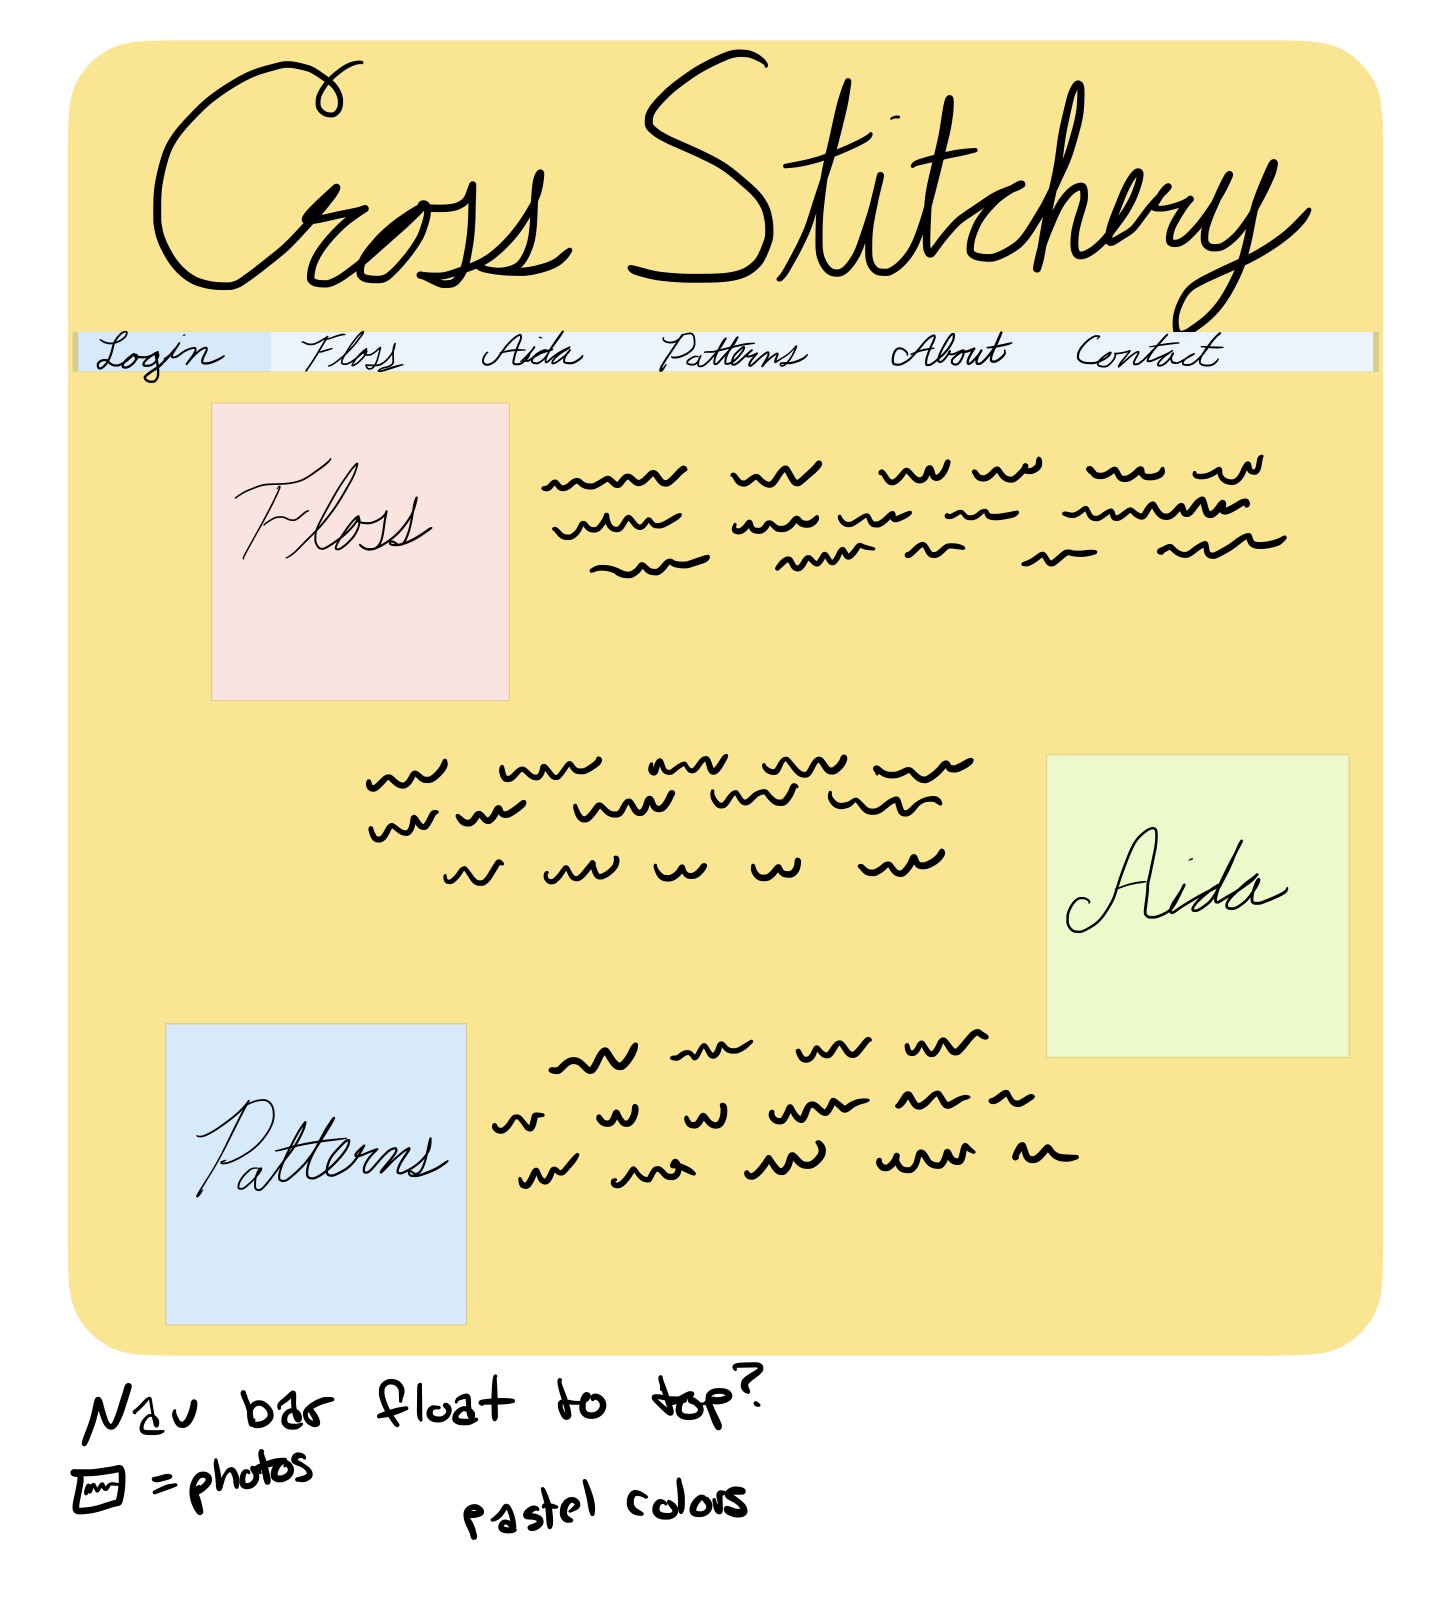 Cross Stitchery
Login Floss Aida Patterns About Contact
Floss
Aida
Patterns
Nav bar float to top?
= photos
pastel colors